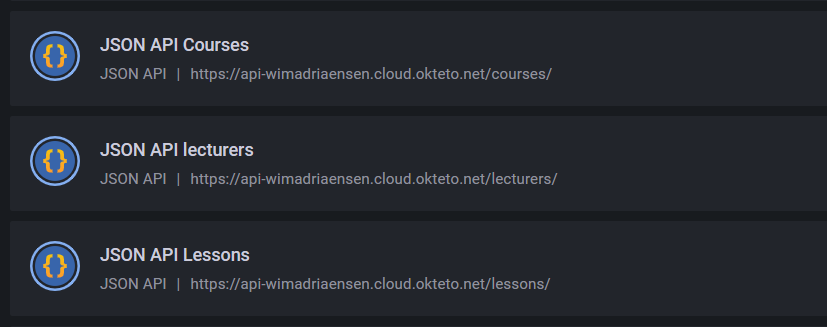 JSON API Courses
JSON API | https://api-wimadriaensen.cloud.okteto.net/courses/
JSON API lecturers
JSON API | https://api-wimadriaensen.cloud.okteto.net/lecturers/
JSON API Lessons
JSON API | https://api-wimadriaensen.cloud.okteto.net/lessons/